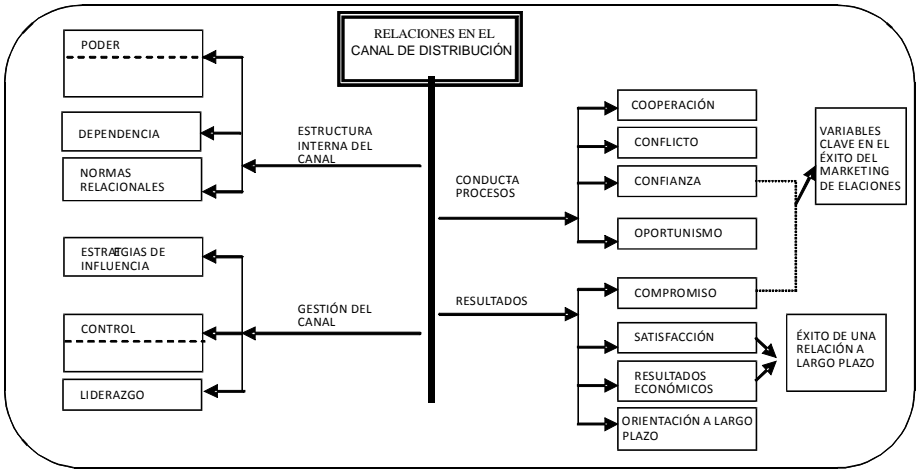 RELACIONES EN EL
CANAL DE DISTRIBUCIÓN
PODER
DEPENDENCIA
NORMAS
RELACIONALES
ESTRUCTURA
INTERNA DEL
CANAL
ESTRATEGIAS DE
INFLUENCIA
CONTROL
LIDERAZGO
GESTIÓN DEL
CANAL
CONDUCTA
PROCESOS
COOPERACIÓN
CONFLICTO
CONFIANZA
OPORTUNISMO
VARIABLES
CLAVE EN EL
ÉXITO DEL
MARKETING
DE ELACIONES
RESULTADOS
COMPROMISO
SATISFACCIÓN
RESULTADOS
ECONÓMICOS
ORIENTACIÓN A LARGO
PLAZO
ÉXITO DE UNA
RELACIÓN A
LARGO PLAZO